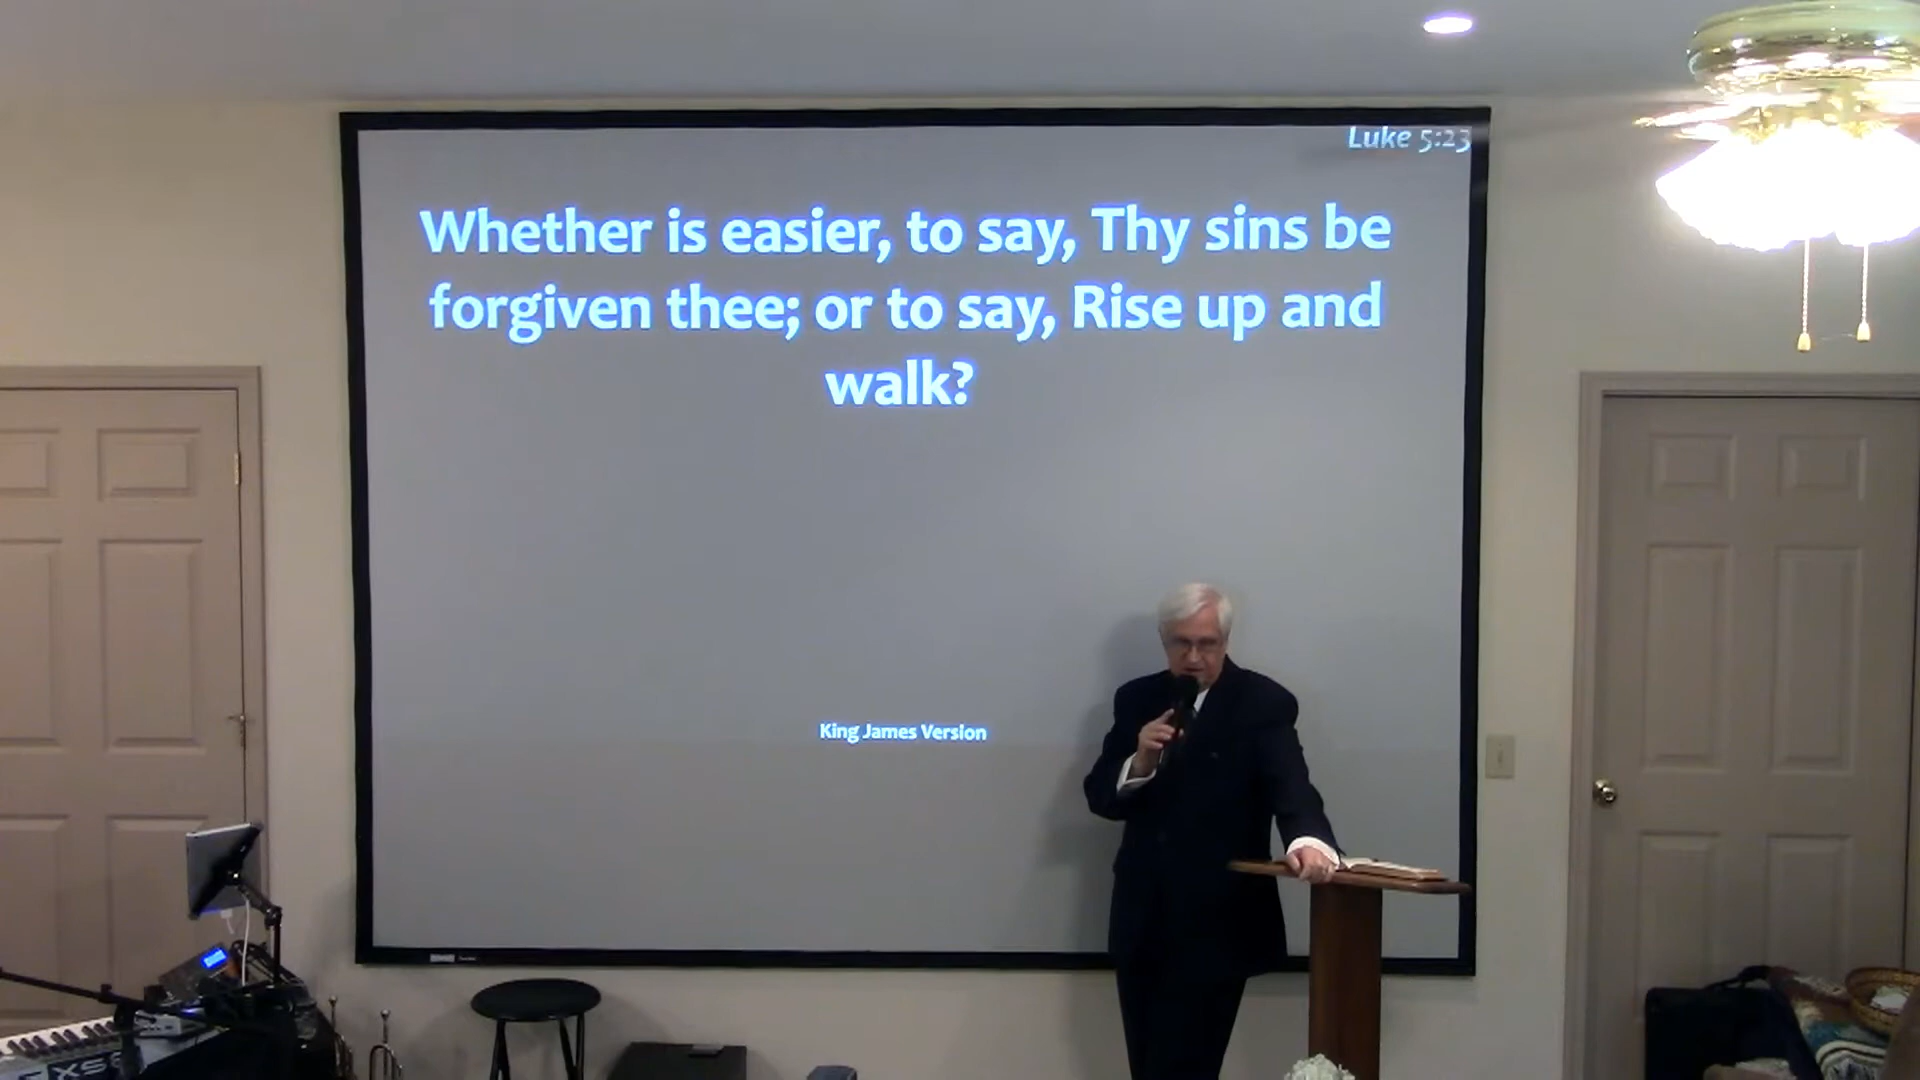 Luke 5:23
Whether is easier, to say, Thy sins be
forgiven thee; or to say, Rise up and
walk?
King James Version